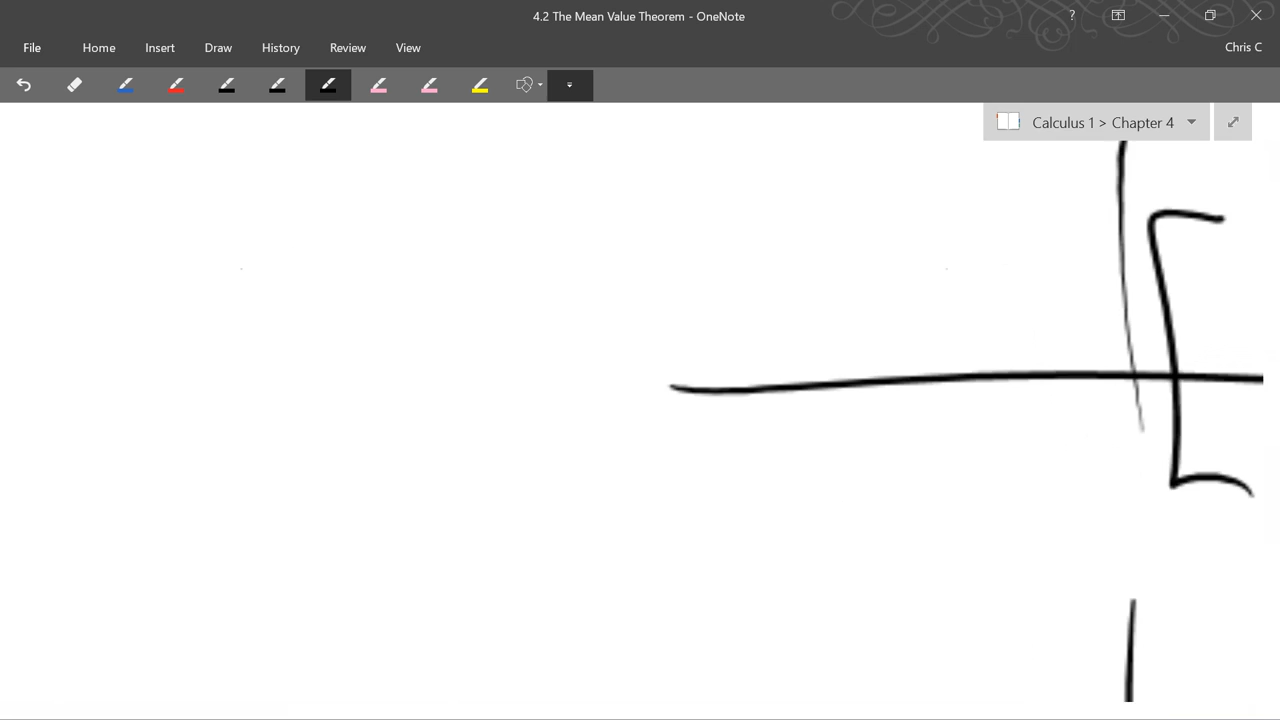 4.2 The Mean Value Theorem - OneNote
?
File Home Insert Draw History Review View Chris C
Calculus 1 > Chapter 4
[